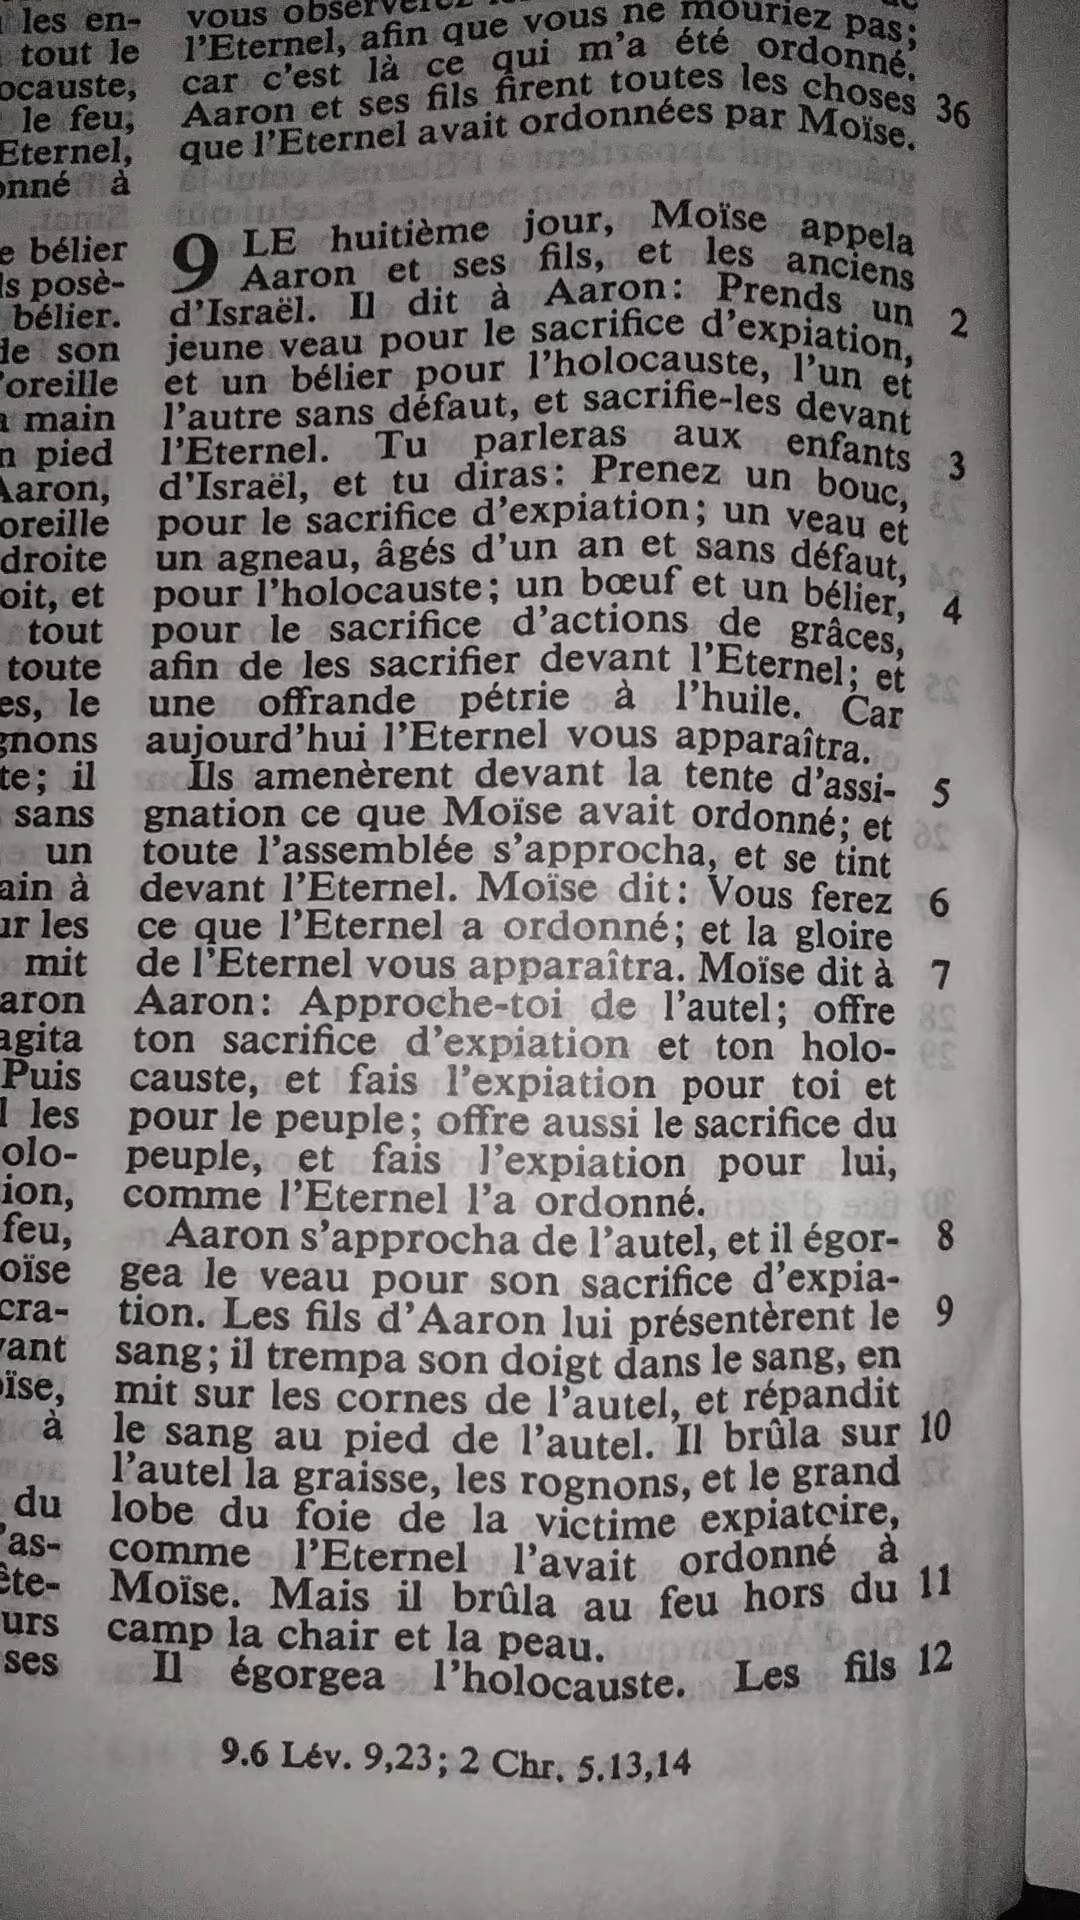 les en-
tout le
ocauste,
le feu,
Eternel,
onné à
e bélier
ls posè-
bélier.
de son
'oreille
a main
n pied
Aaron,
oreille
droite
oit, et
tout
toute
es, le
gnons
te; il
sans
un
ain à
ur les
mit
aron
agita
Puis
l les
olo-
ion,
feu,
oïse
cra-
vant
oïse,
à
du
'as-
ête-
urs
ses
vous
l'Eternel, afin que vous ne mouriez pas;
car c'est là ce qui m'a été ordonné.
Aaron et ses fils firent toutes les choses 36
que l'Eternel avait ordonnées par Moïse.
9 LE huitième jour, Moïse appela
Aaron et ses fils, et les anciens
d'Israël. Il dit à Aaron: Prends un 2
jeune veau pour le sacrifice d'expiation,
et un bélier pour l'holocauste, l'un et
l'autre sans défaut, et sacrifie-les devant
l'Eternel. Tu parleras aux enfants 3
d'Israël, et tu diras: Prenez un bouc,
pour le sacrifice d'expiation; un veau et
un agneau, âgés d'un an et sans défaut,
pour l'holocauste; un bœuf et un bélier, 4
pour le sacrifice d'actions de grâces,
afin de les sacrifier devant l'Eternel; et
une offrande pétrie à l'huile. Car
aujourd'hui l'Eternel vous apparaîtra.
Ils amenèrent devant la tente d'assi- 5
gnation ce que Moïse avait ordonné; et
toute l'assemblée s'approcha, et se tint
devant l'Eternel. Moïse dit: Vous ferez 6
ce que l'Eternel a ordonné; et la gloire
de l'Eternel vous apparaîtra. Moïse dit à 7
Aaron: Approche-toi de l'autel; offre
ton sacrifice d'expiation et ton holo-
causte, et fais l'expiation pour toi et
pour le peuple; offre aussi le sacrifice du
peuple, et fais l'expiation pour lui,
comme l'Eternel l'a ordonné.
Aaron s'approcha de l'autel, et il égor- 8
gea le veau pour son sacrifice d'expia-
tion. Les fils d'Aaron lui présentèrent le 9
sang; il trempa son doigt dans le sang, en
mit sur les cornes de l'autel, et répandit
le sang au pied de l'autel. Il brûla sur 10
l'autel la graisse, les rognons, et le grand
lobe du foie de la victime expiatoire,
comme l'Eternel l'avait ordonné à
Moïse. Mais il brûla au feu hors du 11
camp la chair et la peau.
Il égorgea l'holocauste. Les fils 12
9.6 Lév. 9,23; 2 Chr. 5.13,14